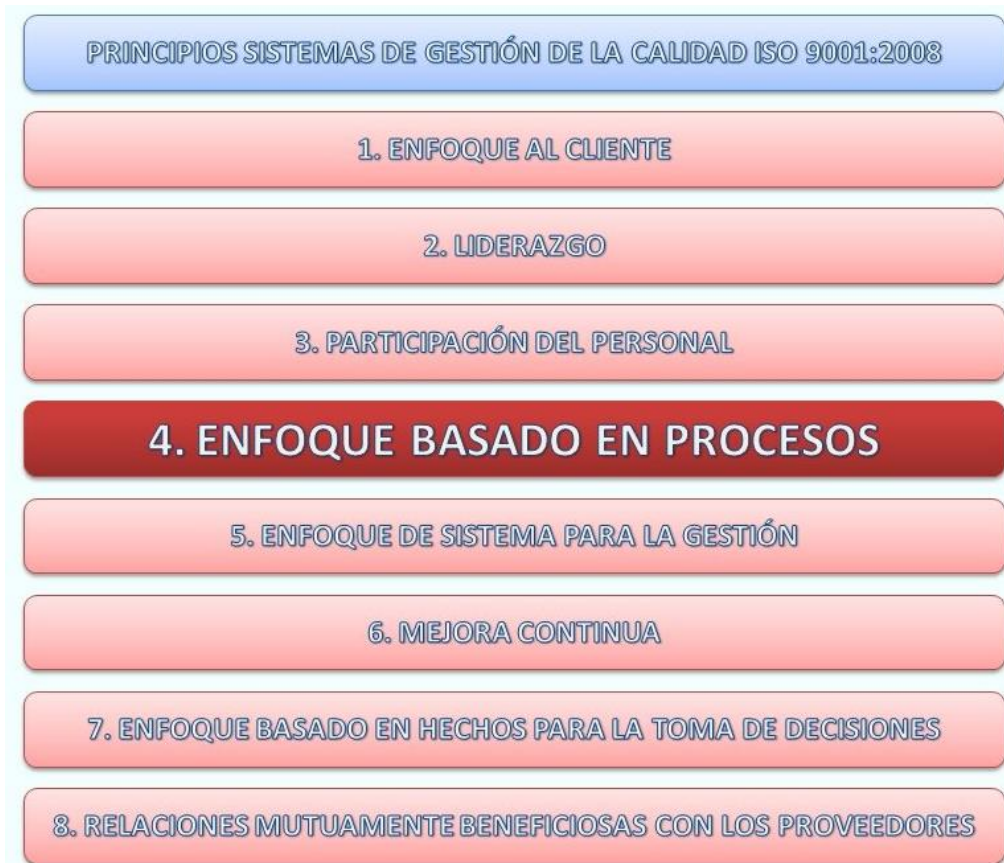 PRINCIPIOS SISTEMAS DE GESTIÓN DE LA CALIDAD ISO 9001:2008
1. ENFOQUE AL CLIENTE
2. LIDERAZGO
3. PARTICIPACIÓN DEL PERSONAL
4. ENFOQUE BASADO EN PROCESOS
5. ENFOQUE DE SISTEMA PARA LA GESTIÓN
6. MEJORA CONTINUA
7. ENFOQUE BASADO EN HECHOS PARA LA TOMA DE DECISIONES
8. RELACIONES MUTUAMENTE BENEFICIOSAS CON LOS PROVEEDORES